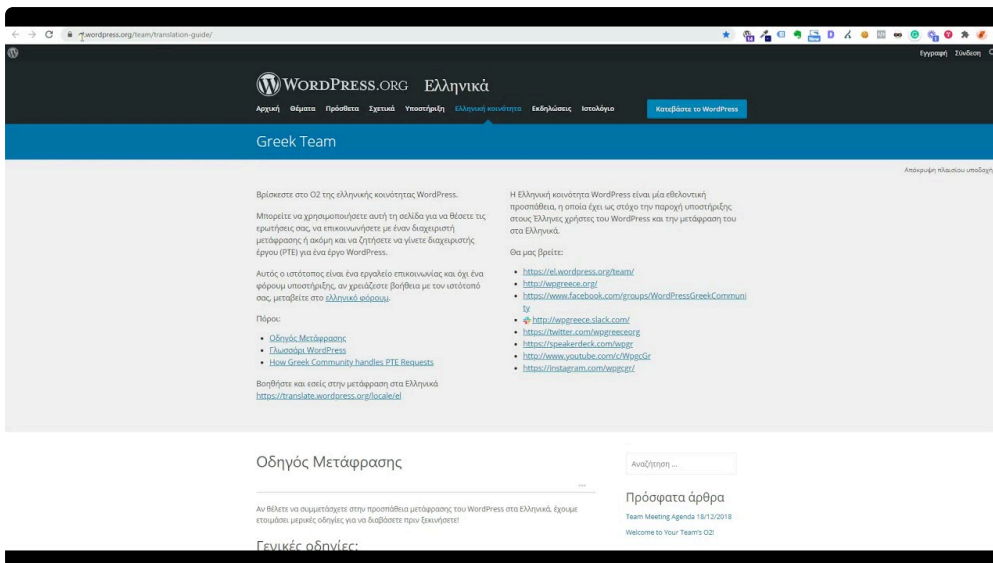 wordpress.org/team/translation-guide/
Εγγραφή Σύνδεση
WORDPRESS.ORG Ελληνικά
Αρχική Θέματα Πρόσθετα Σχετικά Υποστήριξη Ελληνική κοινότητα Εκδηλώσεις Ιστολόγιο Κατεβάστε το WordPress
Greek Team
Απόκρυψη πλαισίου υποδοχή
Βρίσκεστε στο O2 της ελληνικής κοινότητας WordPress.
Μπορείτε να χρησιμοποιήσετε αυτή τη σελίδα για να θέσετε τις
ερωτήσεις σας, να επικοινωνήσετε με έναν διαχειριστή
μετάφρασης ή ακόμη και να ζητήσετε να γίνετε διαχειριστής
έργου (PTE) για ένα έργο WordPress.
Αυτός ο ιστότοπος είναι ένα εργαλείο επικοινωνίας και όχι ένα
φόρουμ υποστήριξης, αν χρειάζεστε βοήθεια με τον ιστότοπό
σας, μεταβείτε στο ελληνικό φόρουμ.
Πόροι:
Οδηγός Μετάφρασης
Γλωσσάρι WordPress
How Greek Community handles PTE Requests
Βοηθήστε και εσείς στην μετάφραση στα Ελληνικά
https://translate.wordpress.org/locale/el
Η Ελληνική κοινότητα WordPress είναι μία εθελοντική
προσπάθεια, η οποία έχει ως στόχο την παροχή υποστήριξης
στους Έλληνες χρήστες του WordPress και την μετάφραση του
στα Ελληνικά.
Θα μας βρείτε:
https://el.wordpress.org/team/
http://wpgreece.org/
https://www.facebook.com/groups/WordPressGreekCommuni
ty
http://wpgreece.slack.com/
https://twitter.com/wpgreeceorg
https://speakerdeck.com/wpgr
http://www.youtube.com/c/WpgcGr
https://instagram.com/wpgcgr/
Οδηγός Μετάφρασης
Αν θέλετε να συμμετάσχετε στην προσπάθεια μετάφρασης του WordPress στα Ελληνικά, έχουμε
ετοιμάσει μερικές οδηγίες για να διαβάσετε πριν ξεκινήσετε!
Γενικές οδηγίες:
Αναζήτηση ...
Πρόσφατα άρθρα
Team Meeting Agenda 18/12/2018
Welcome to Your Team's O2!